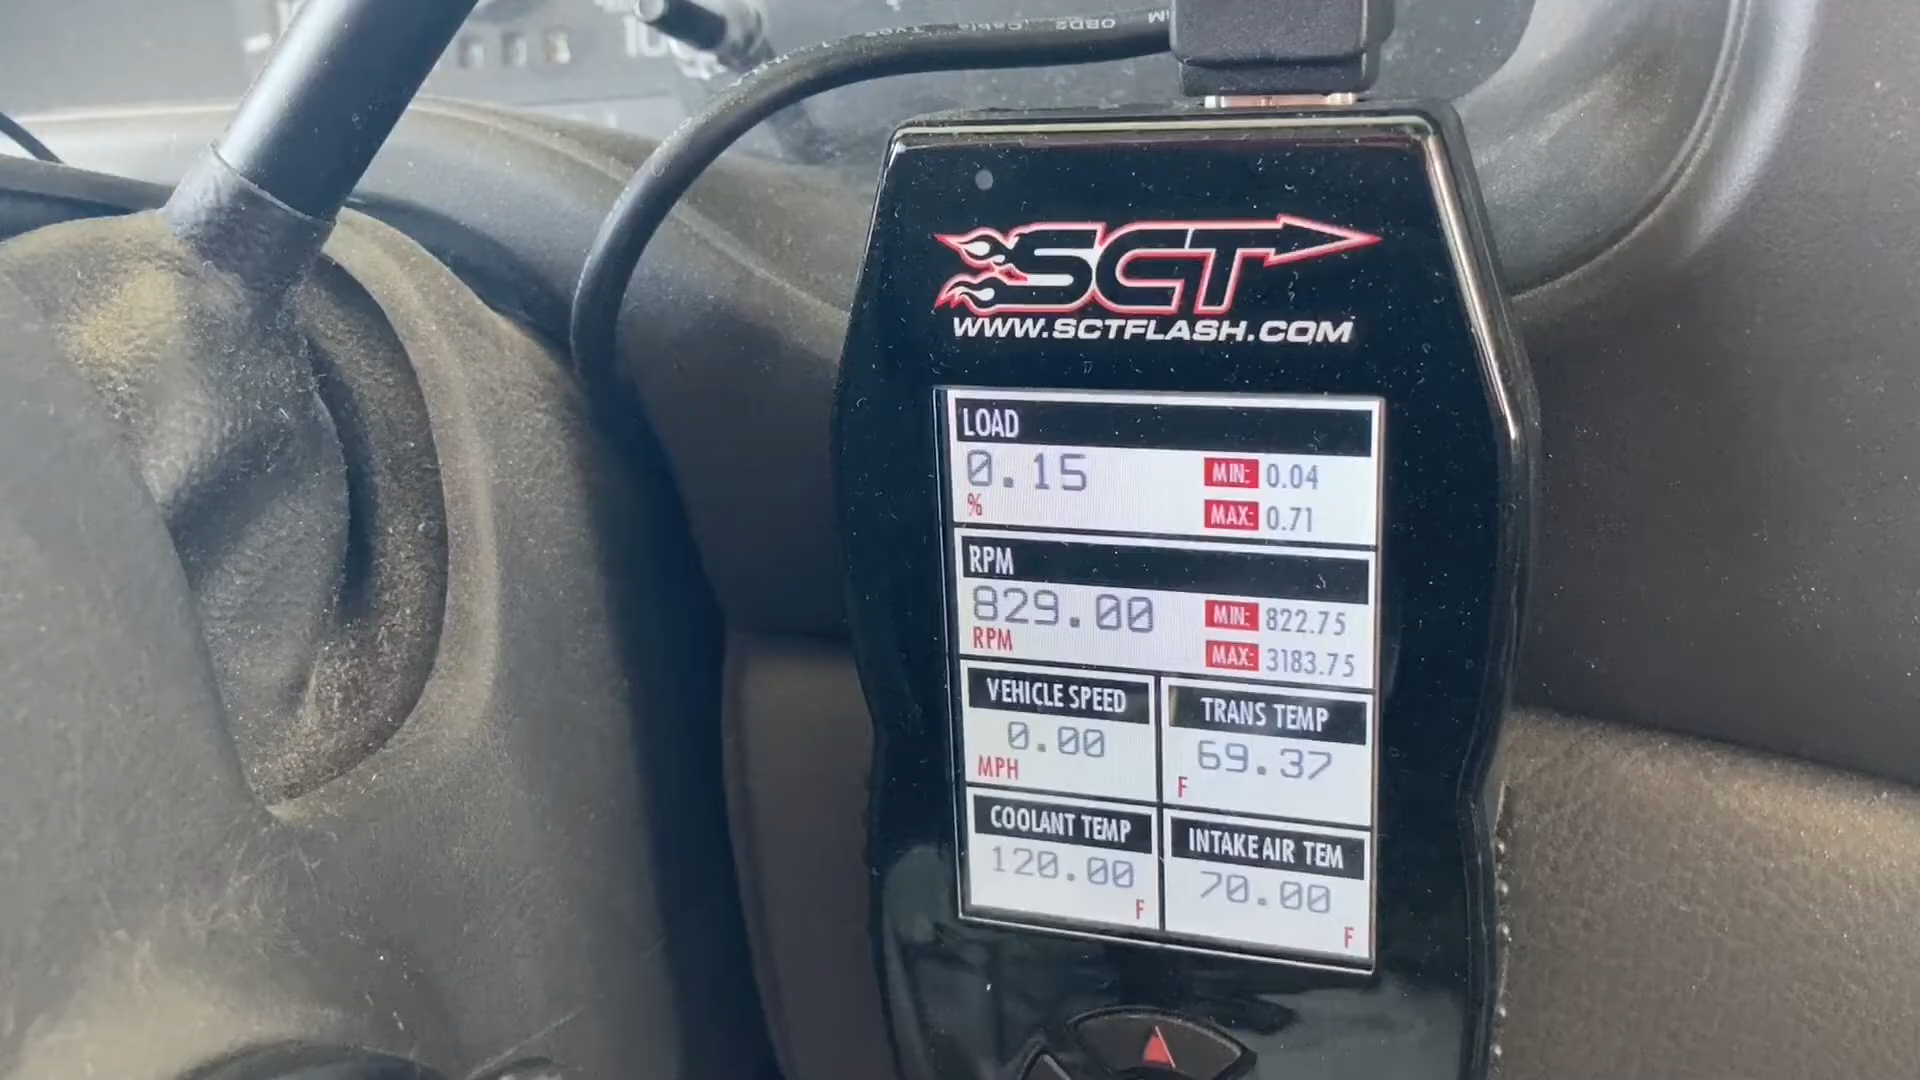 OBD2 Cable
SCT
WWW.SCTFLASH.COM
LOAD
0.15
%
MIN: 0.04
MAX: 0.71
RPM
829.00
RPM
MIN: 822.75
MAX: 3183.75
VEHICLE SPEED
0.00
MPH
TRANS TEMP
69.37
F
COOLANT TEMP
120.00
F
INTAKE AIR TEM
70.00
F